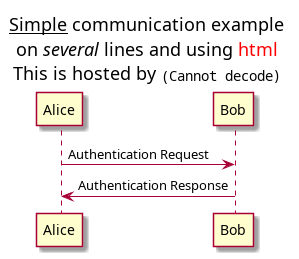 Simple communication example
on several lines and using html
This is hosted by (Cannot decode)
Alice
Bob
Authentication Request
Authentication Response
Alice
Bob